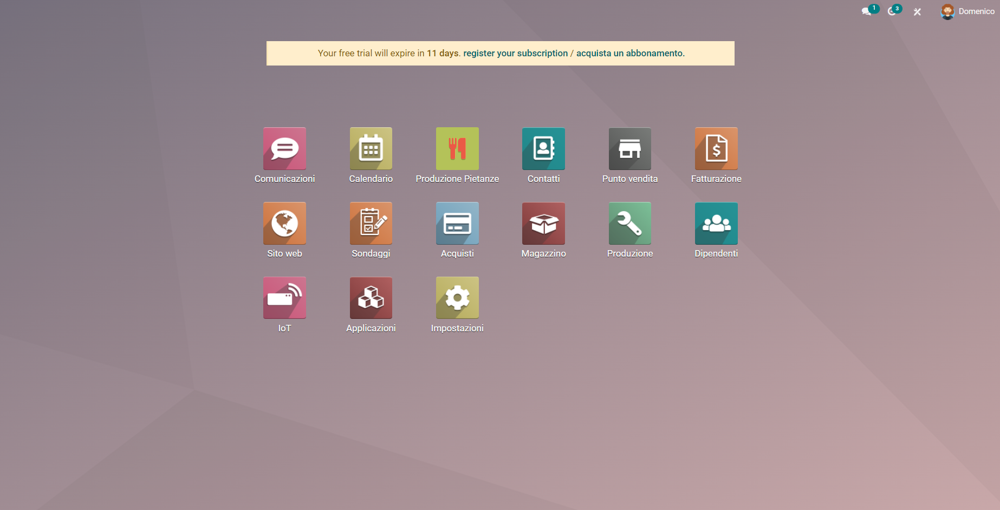 1
3
Domenico
Your free trial will expire in 11 days. register your subscription / acquista un abbonamento.
Comunicazioni
Calendario
Produzione Pietanze
Contatti
Punto vendita
Fatturazione
Sito web
Sondaggi
Acquisti
Magazzino
Produzione
Dipendenti
IoT
Applicazioni
Impostazioni